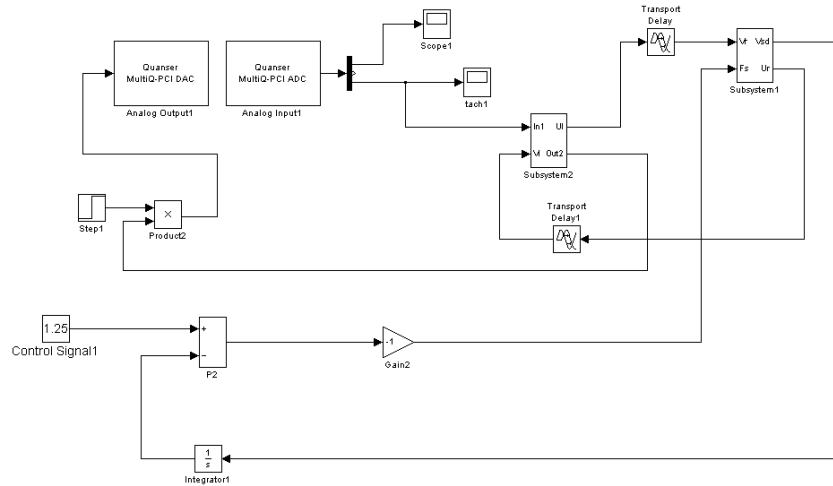 Transport
Delay
Scope1
Quanser
MultiQ-PCI DAC
Analog Output1
Quanser
MultiQ-PCI ADC
Analog Input1
tach1
Vr Vsd
Fs Ur
Subsystem1
In1 Ul
Vl Out2
Subsystem2
Step1
×
Product2
Transport
Delay1
1.25
Control Signal1
+
−
P2
-1
Gain2
1
s
Integrator1